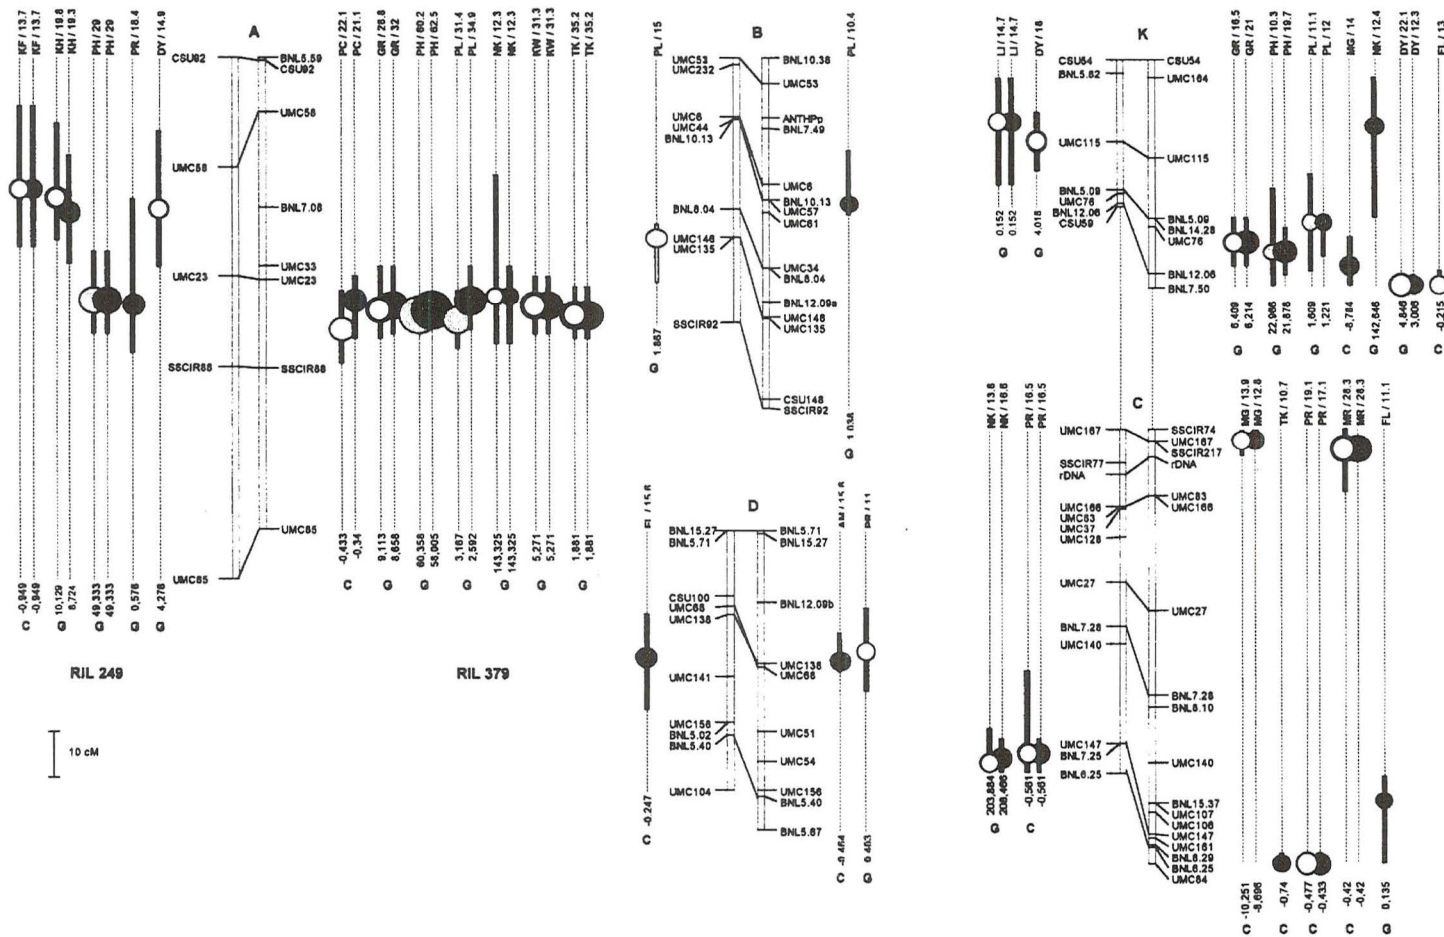 KF / 13.7
KF / 13.7
KH / 19.8
KH / 19.3
PH / 29
PH / 29
PR / 18.4
DY / 14.9
A
CSU92
UMC58
UMC23
SSCIR88
UMC85
BNL5.59
CSU92
UMC58
BNL7.08
UMC33
UMC23
SSCIR88
UMC85
-0,949
-0,949
C
10,129
8,724
G
49,333
49,333
G
0,576
G
4,276
G
RIL 249
10 cM
PC / 22.1
PC / 21.1
GR / 28.8
GR / 32
PH / 60.2
PH / 62.5
PL / 31.4
PL / 34.9
NK / 12.3
NK / 12.3
KW / 31.3
KW / 31.3
TK / 35.2
TK / 35.2
-0,433
-0,34
C
9,113
8,658
G
60,358
58,005
G
3,167
2,592
G
143,325
143,325
G
5,271
5,271
G
1,881
1,881
G
RIL 379
PL / 15
G 1.867
B
UMC53
UMC232
UMC6
UMC44
BNL10.13
BNL8.04
UMC146
UMC135
SSCIR92
BNL10.38
UMC53
ANTHPp
BNL7.49
UMC6
BNL10.13
UMC57
UMC61
UMC34
BNL8.04
BNL12.09a
UMC146
UMC135
CSU148
SSCIR92
PL / 10.4
G 1.036
FL / 15.6
C -0.247
D
BNL15.27
BNL5.71
CSU100
UMC68
UMC138
UMC141
UMC156
BNL5.02
BNL5.40
UMC104
BNL5.71
BNL15.27
BNL12.09b
UMC138
UMC68
UMC51
UMC54
UMC156
BNL5.40
BNL5.67
AM / 15.6
C -0.464
PR / 11
G 0.403
LI / 14.7
LI / 14.7
DY / 18
0.152
0.152
G
4.018
G
K
CSU54
BNL5.62
UMC115
BNL5.09
UMC76
BNL12.06
CSU59
CSU54
UMC164
UMC115
BNL5.09
BNL14.28
UMC76
BNL12.06
BNL7.50
GR / 16.5
GR / 21
PH / 10.3
PH / 19.7
PL / 11.1
PL / 12
MG / 14
NK / 12.4
DY / 22.1
DY / 12.3
FL / 13
6,409
6,214
G
22,966
21,878
G
1,609
1,221
G
C -8,784
G 142,646
4,846
3,006
G
C -0,215
NK / 13.8
NK / 16.6
PR / 16.5
PR / 16.5
203,884
208,466
G
-0,561
-0,561
C
C
UMC167
SSCIR77
rDNA
UMC166
UMC63
UMC37
UMC128
UMC27
BNL7.28
UMC140
UMC147
BNL7.25
BNL6.25
SSCIR74
UMC167
SSCIR217
rDNA
UMC83
UMC166
UMC27
BNL7.28
BNL8.10
UMC140
BNL15.37
UMC107
UMC106
UMC147
UMC161
BNL8.29
BNL6.25
UMC84
MG / 13.9
MG / 12.8
TK / 10.7
PR / 19.1
PR / 17.1
MR / 28.3
MR / 28.3
FL / 11.1
-10,251
-8,696
C
-0,74
C
-0,477
-0,433
C
-0,42
-0,42
C
0,135
G